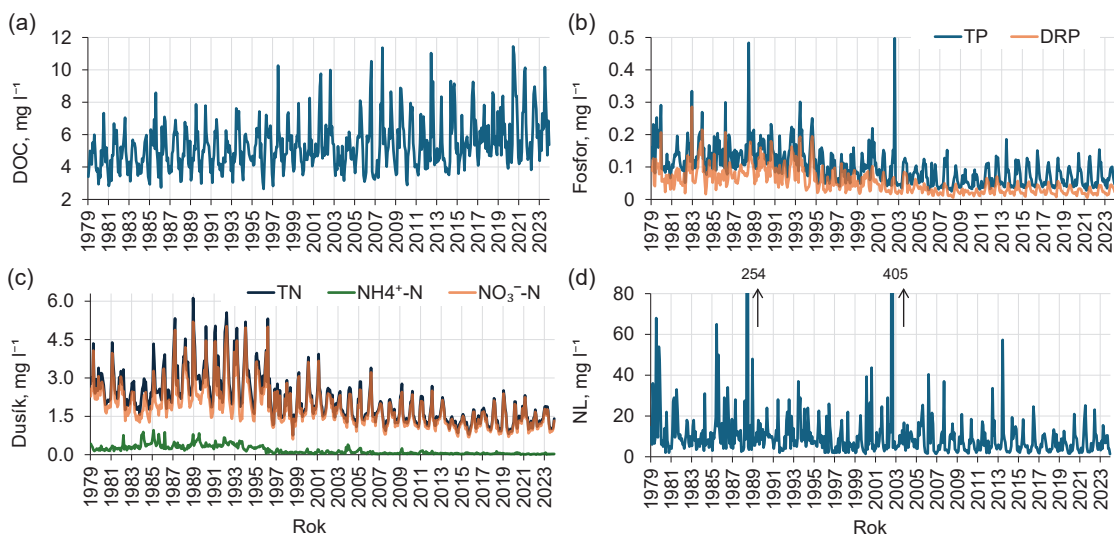 (a)
DOC, mg l⁻¹
12
10
8
6
4
2
1979 1981 1983 1985 1987 1989 1991 1993 1995 1997 1999 2001 2003 2005 2007 2009 2011 2013 2015 2017 2019 2021 2023
(b)
TP DRP
Fosfor, mg l⁻¹
0.5
0.4
0.3
0.2
0.1
0
1979 1981 1983 1985 1987 1989 1991 1993 1995 1997 1999 2001 2003 2005 2007 2009 2011 2013 2015 2017 2019 2021 2023
(c)
TN NH4⁺-N NO₃⁻-N
Dusík, mg l⁻¹
6.0
4.5
3.0
1.5
0.0
1979 1981 1983 1985 1987 1989 1991 1993 1995 1997 1999 2001 2003 2005 2007 2009 2011 2013 2015 2017 2019 2021 2023
Rok
(d)
254 405
NL, mg l⁻¹
80
60
40
20
0
1979 1981 1983 1985 1987 1989 1991 1993 1995 1997 1999 2001 2003 2005 2007 2009 2011 2013 2015 2017 2019 2021 2023
Rok